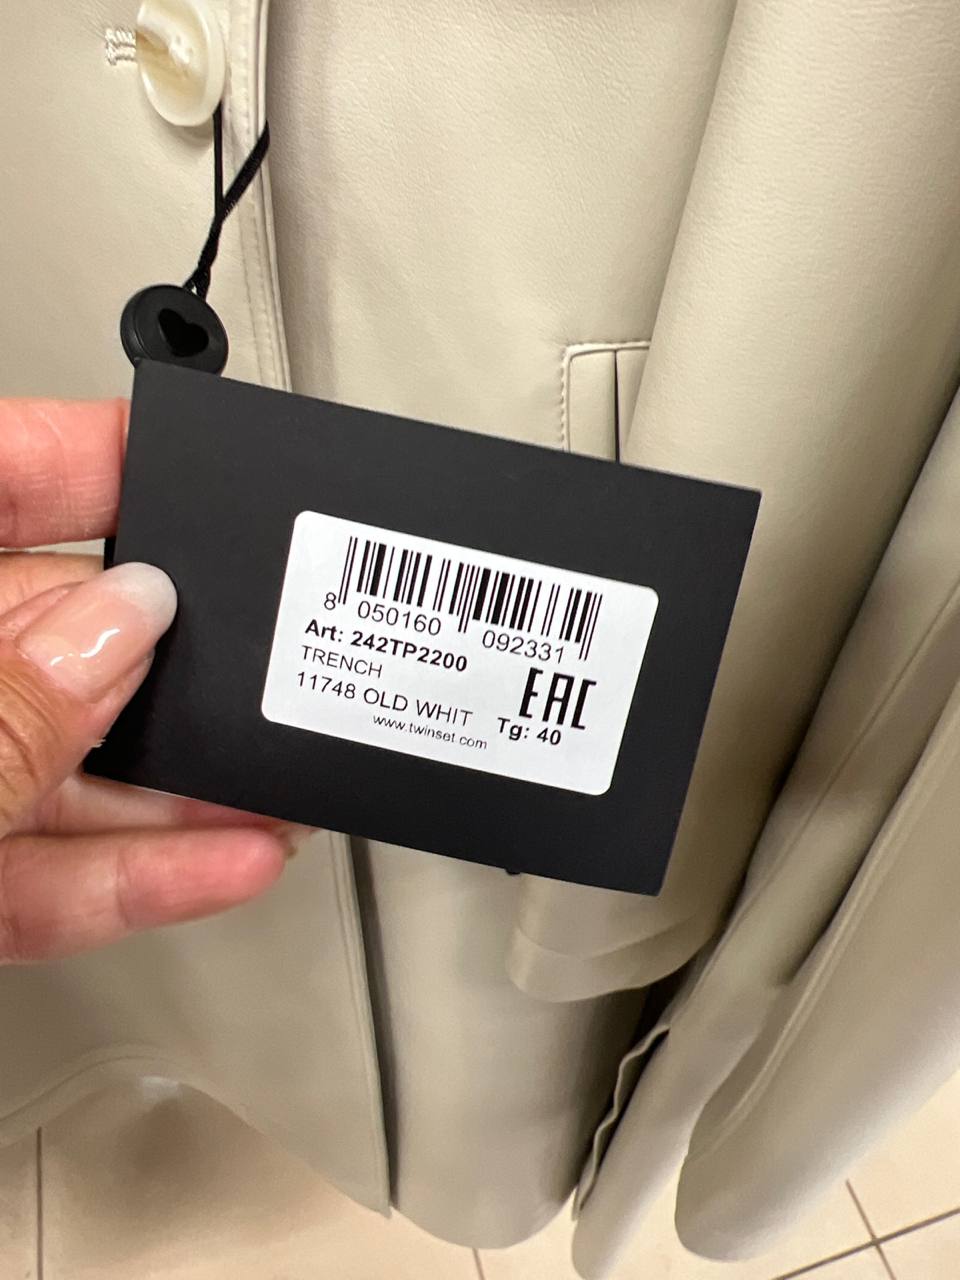 8 050160 092331
Art: 242TP2200
TRENCH
EAC
11748 OLD WHIT
Tg: 40
www.twinset.com